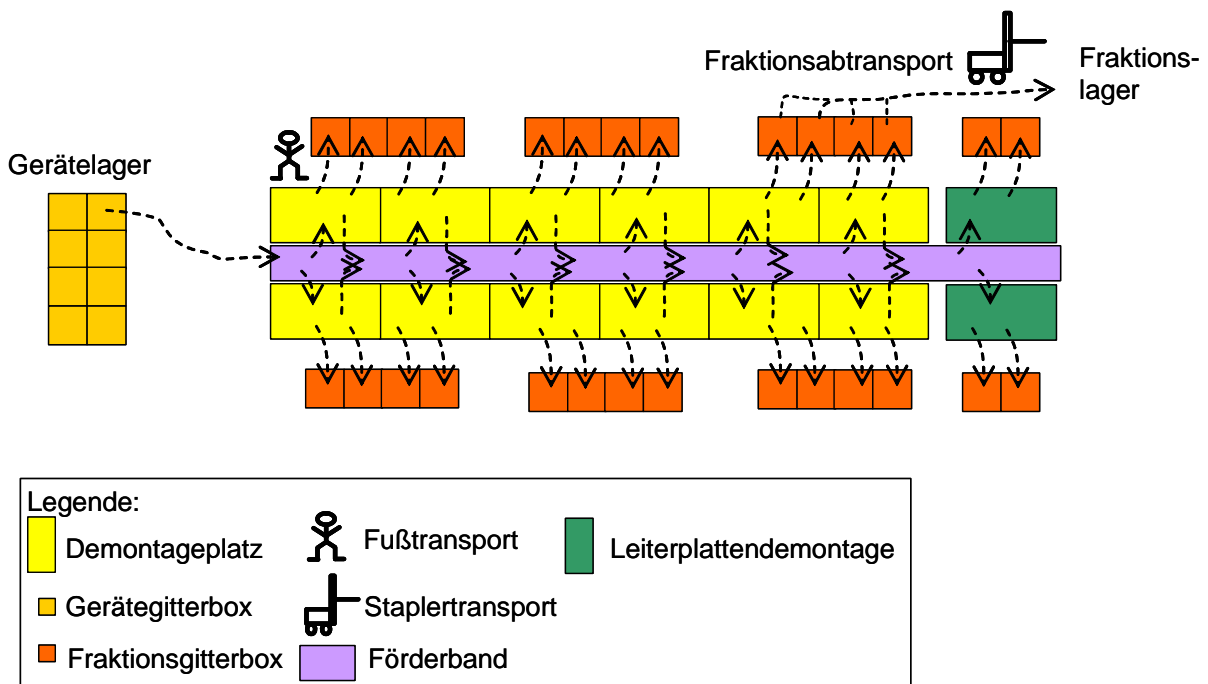 Fraktionsabtransport
Fraktions-
lager
Gerätelager
Legende:
Demontageplatz
Fußtransport
Leiterplattendemontage
Gerätegitterbox
Staplertransport
Fraktionsgitterbox
Förderband